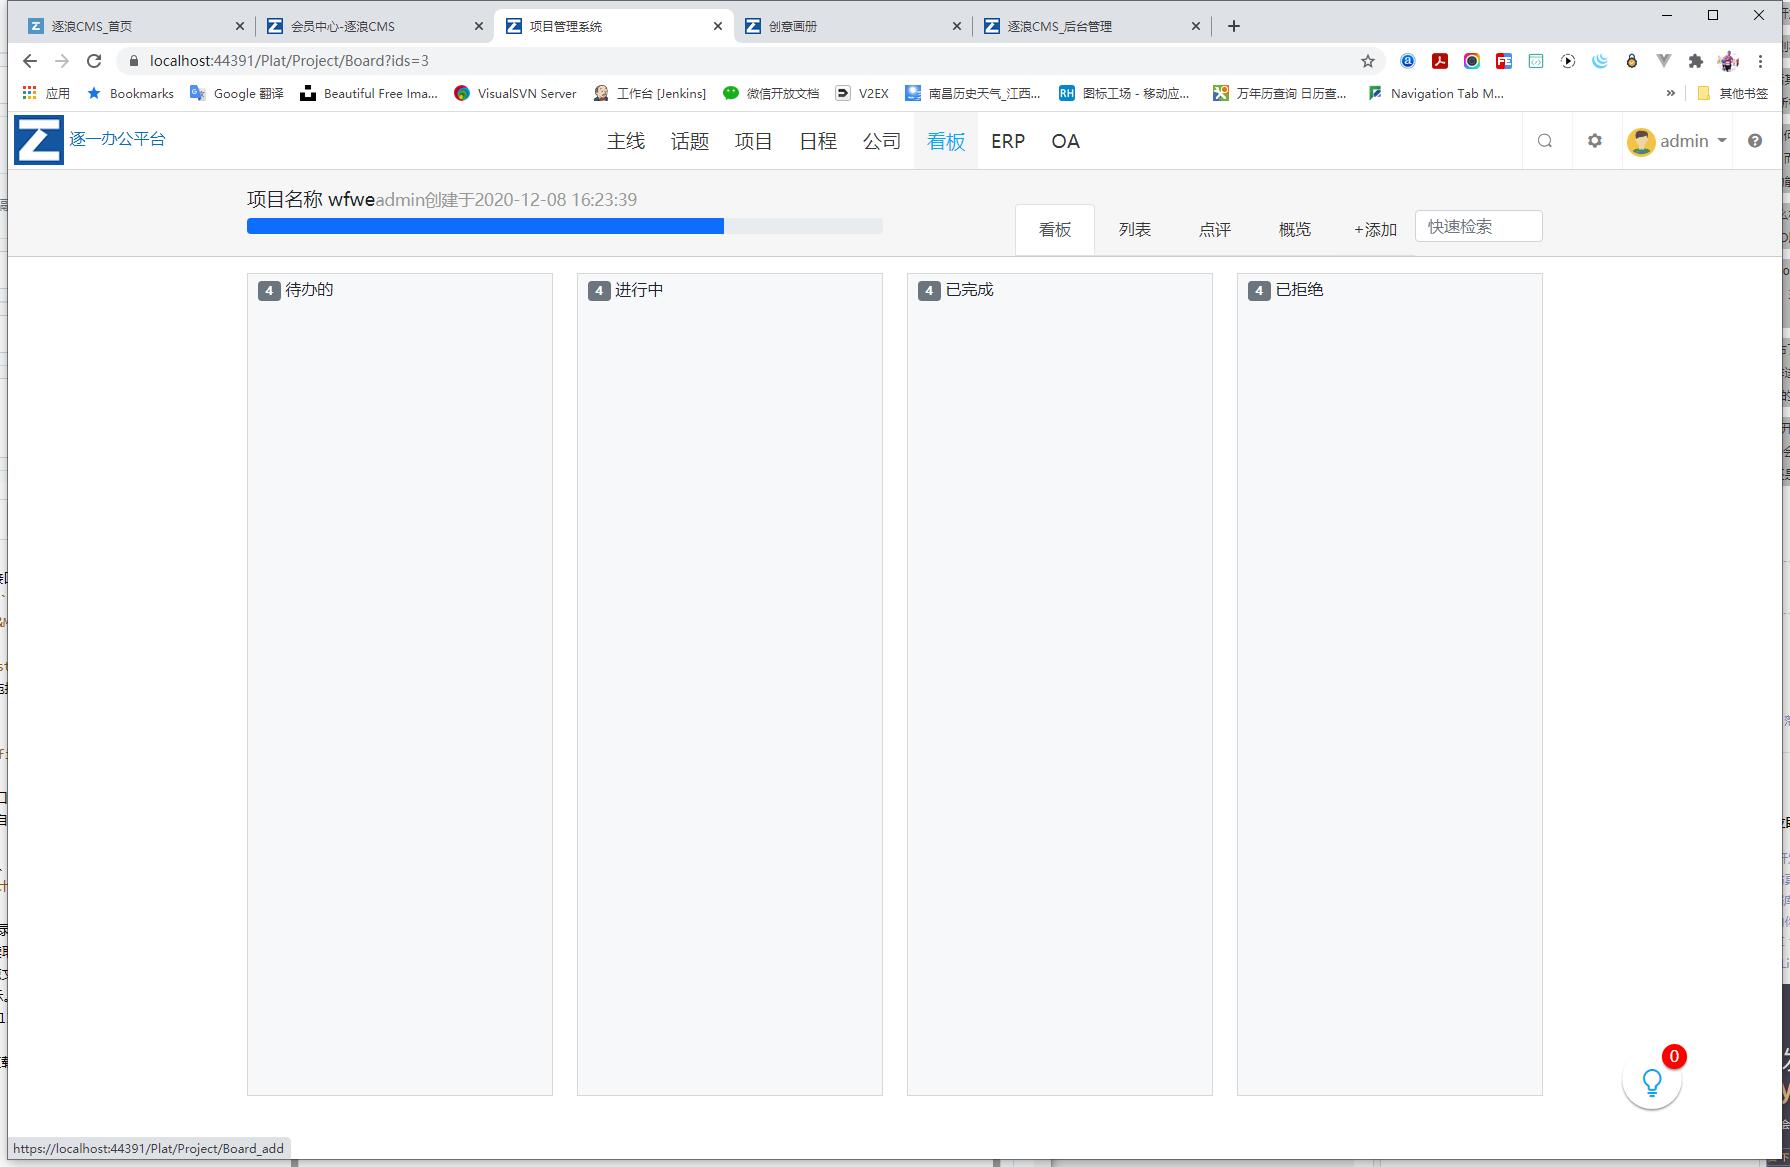 逐浪CMS_首页
会员中心-逐浪CMS
项目管理系统
创意画册
逐浪CMS_后台管理
localhost:44391/Plat/Project/Board?ids=3
应用
Bookmarks
Google 翻译
Beautiful Free Ima...
VisualSVN Server
工作台 [Jenkins]
微信开放文档
V2EX
南昌历史天气_江西...
RH 图标工场 - 移动应...
万年历查询 日历查...
Navigation Tab M...
»
其他书签
逐一办公平台
主线
话题
项目
日程
公司
看板
ERP
OA
admin
项目名称 wfweadmin创建于2020-12-08 16:23:39
看板
列表
点评
概览
+添加
快速检索
4 待办的
4 进行中
4 已完成
4 已拒绝
0
https://localhost:44391/Plat/Project/Board_add